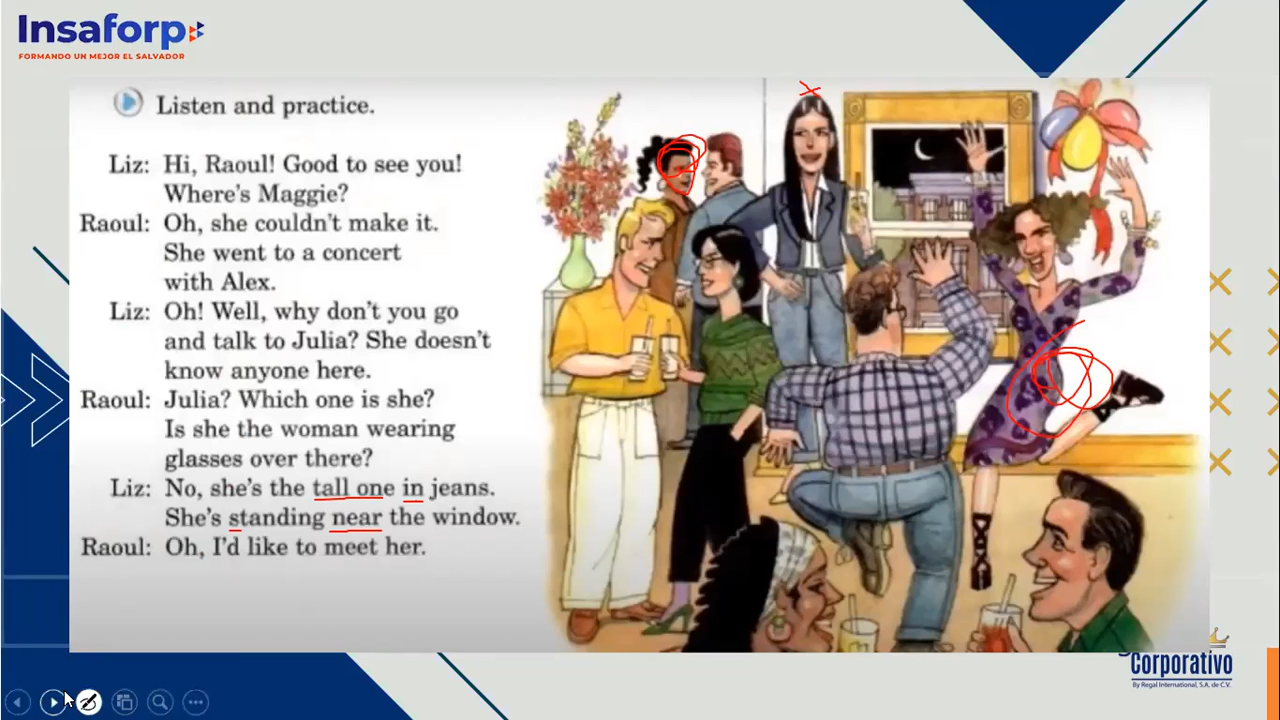 Insaforp
FORMANDO UN MEJOR EL SALVADOR
Listen and practice.
Liz: Hi, Raoul! Good to see you!
Where's Maggie?
Raoul: Oh, she couldn't make it.
She went to a concert
with Alex.
Liz: Oh! Well, why don't you go
and talk to Julia? She doesn't
know anyone here.
Raoul: Julia? Which one is she?
Is she the woman wearing
glasses over there?
Liz: No, she's the tall one in jeans.
She's standing near the window.
Raoul: Oh, I'd like to meet her.
Corporativo
By Regal International, S.A. de C.V.